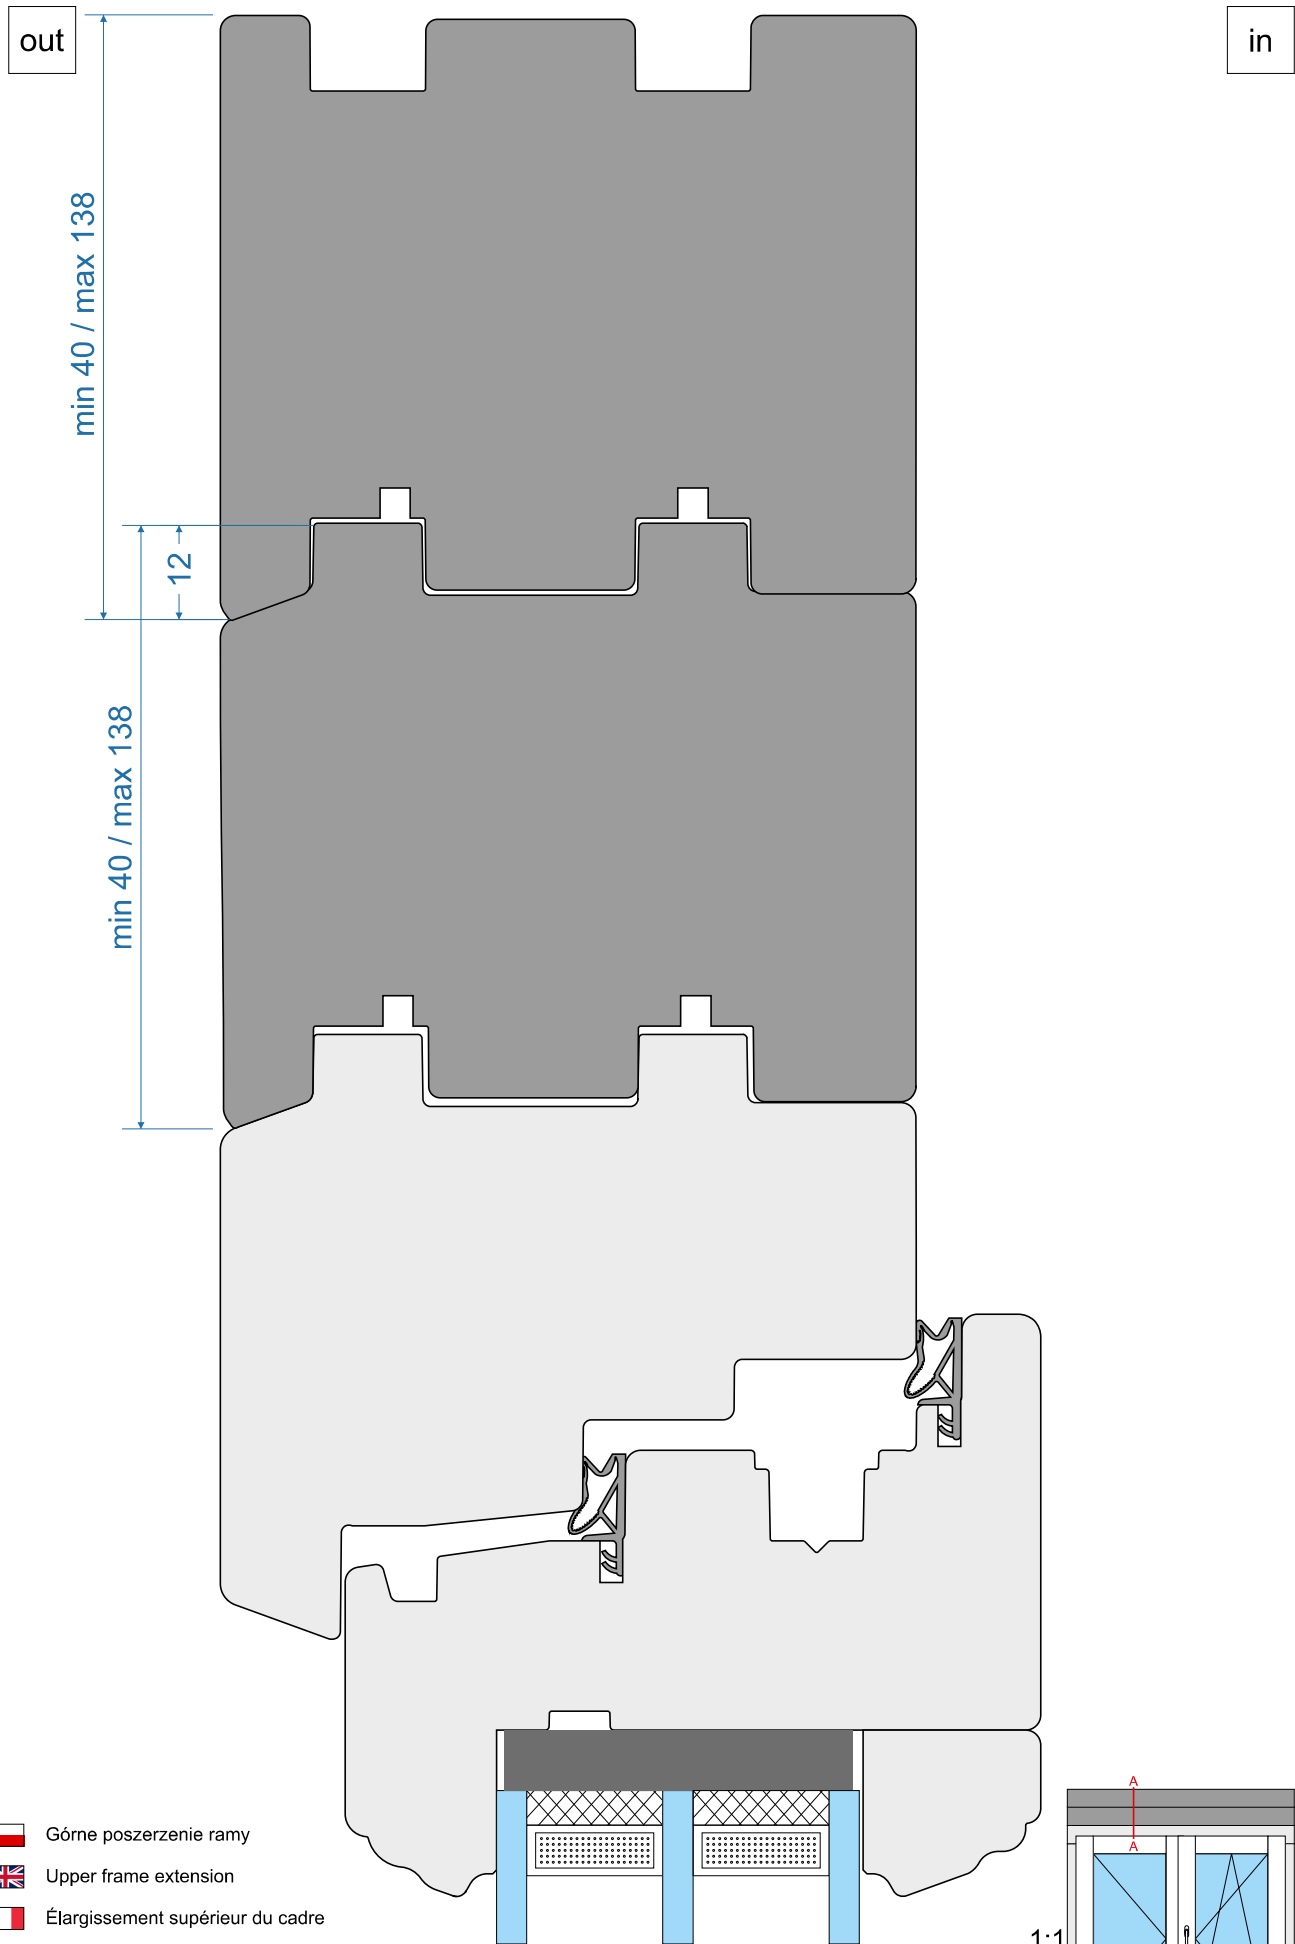 out
in
min 40 / max 138
12
min 40 / max 138
A
A
Górne poszerzenie ramy
Upper frame extension
Élargissement supérieur du cadre
1:1